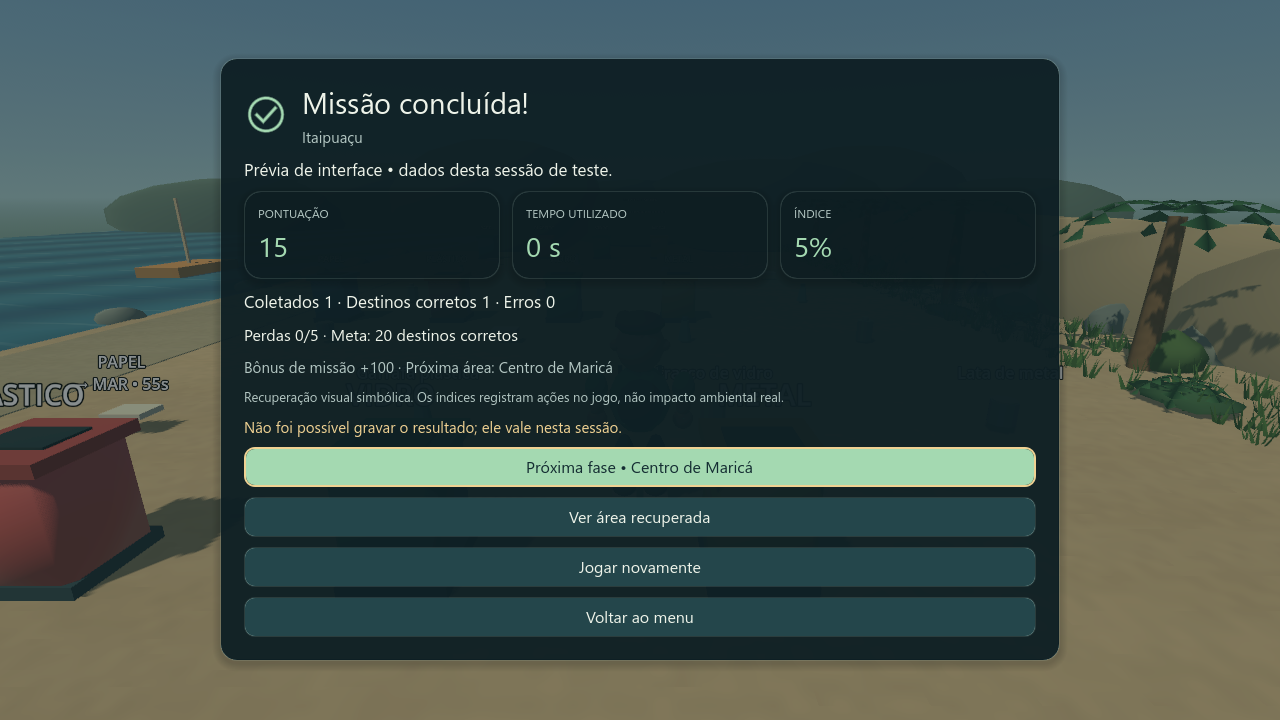 Missão concluída!
Itaipuaçu
Prévia de interface • dados desta sessão de teste.
PONTUAÇÃO
15
TEMPO UTILIZADO
0 s
ÍNDICE
5%
Coletados 1 · Destinos corretos 1 · Erros 0
Perdas 0/5 · Meta: 20 destinos corretos
Bônus de missão +100 · Próxima área: Centro de Maricá
Recuperação visual simbólica. Os índices registram ações no jogo, não impacto ambiental real.
Não foi possível gravar o resultado; ele vale nesta sessão.
Próxima fase • Centro de Maricá
Ver área recuperada
Jogar novamente
Voltar ao menu
PAPEL
MAR • 55s
ÁSTICO
VIDRO
METAL